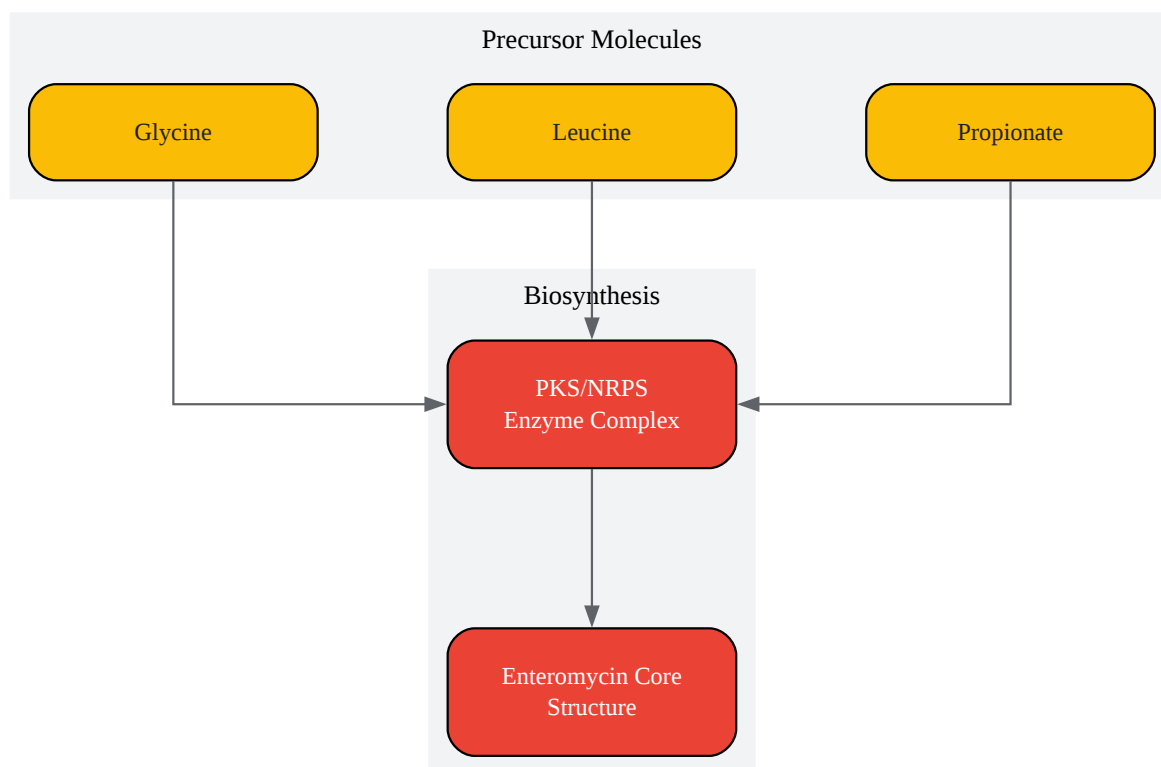 Precursor Molecules
Glycine
Leucine
Propionate
Biosynthesis
PKS/NRPS
Enzyme Complex
Enteromycin Core
Structure